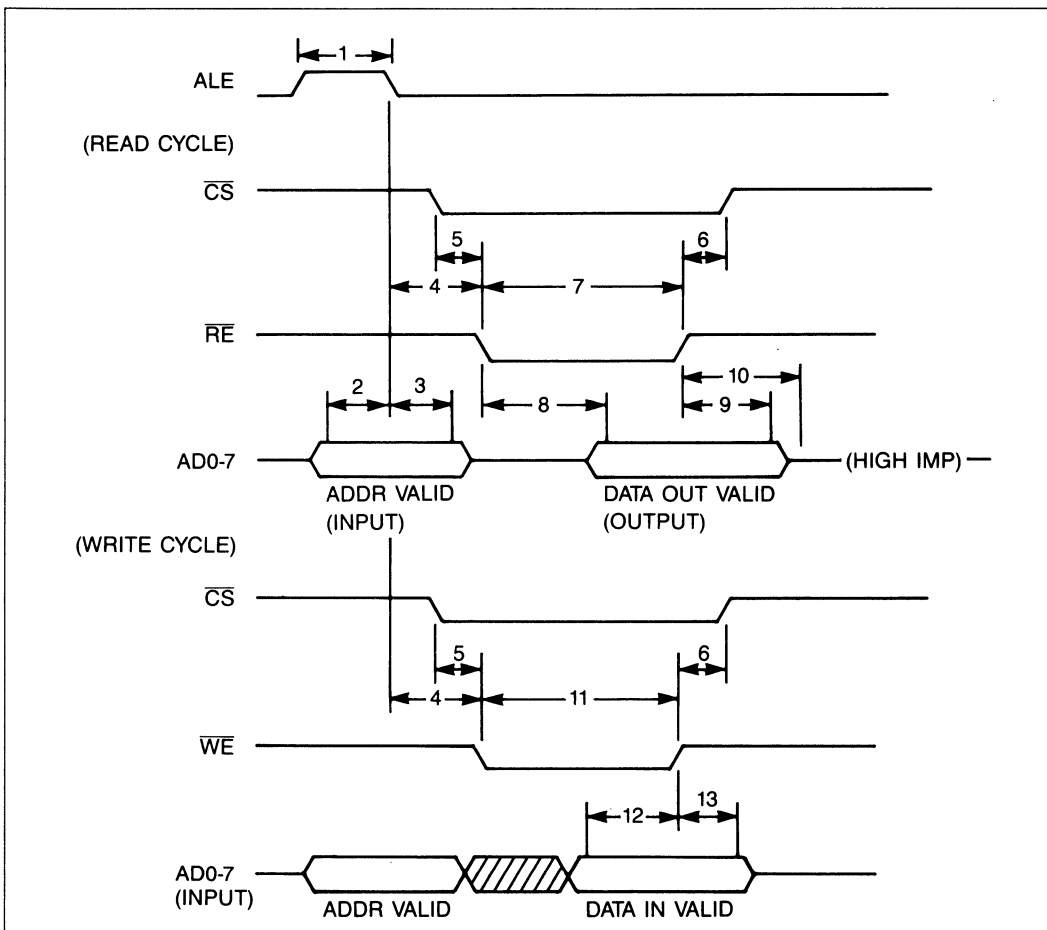 1
ALE
(READ CYCLE)
CS
5 6
4 7
RE
10
2 3 8 9
AD0-7 (HIGH IMP)
ADDR VALID DATA OUT VALID
(INPUT) (OUTPUT)
(WRITE CYCLE)
CS
5 6
4 11
WE
12 13
AD0-7
(INPUT)
ADDR VALID DATA IN VALID